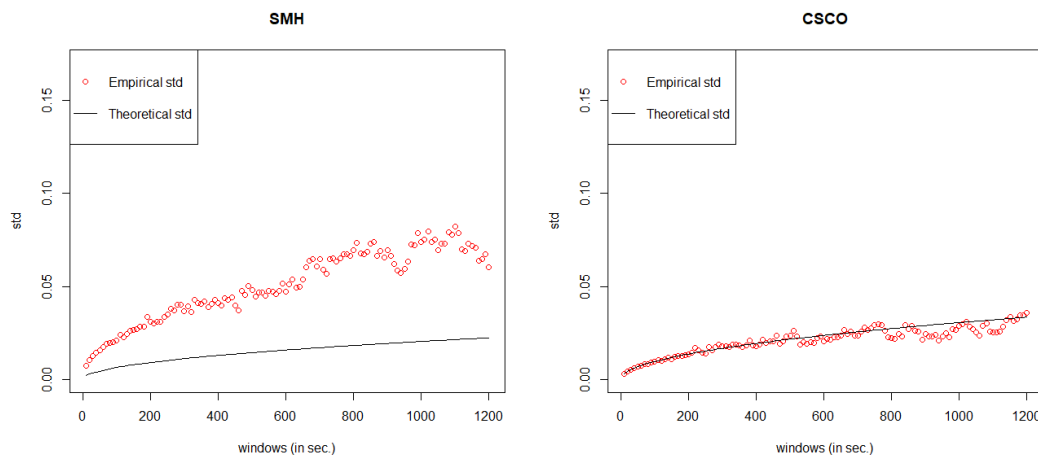 SMH
Empirical std
Theoretical std
std
0.00
0.05
0.10
0.15
0
200
400
600
800
1000
1200
windows (in sec.)
CSCO
Empirical std
Theoretical std
std
0.00
0.05
0.10
0.15
0
200
400
600
800
1000
1200
windows (in sec.)